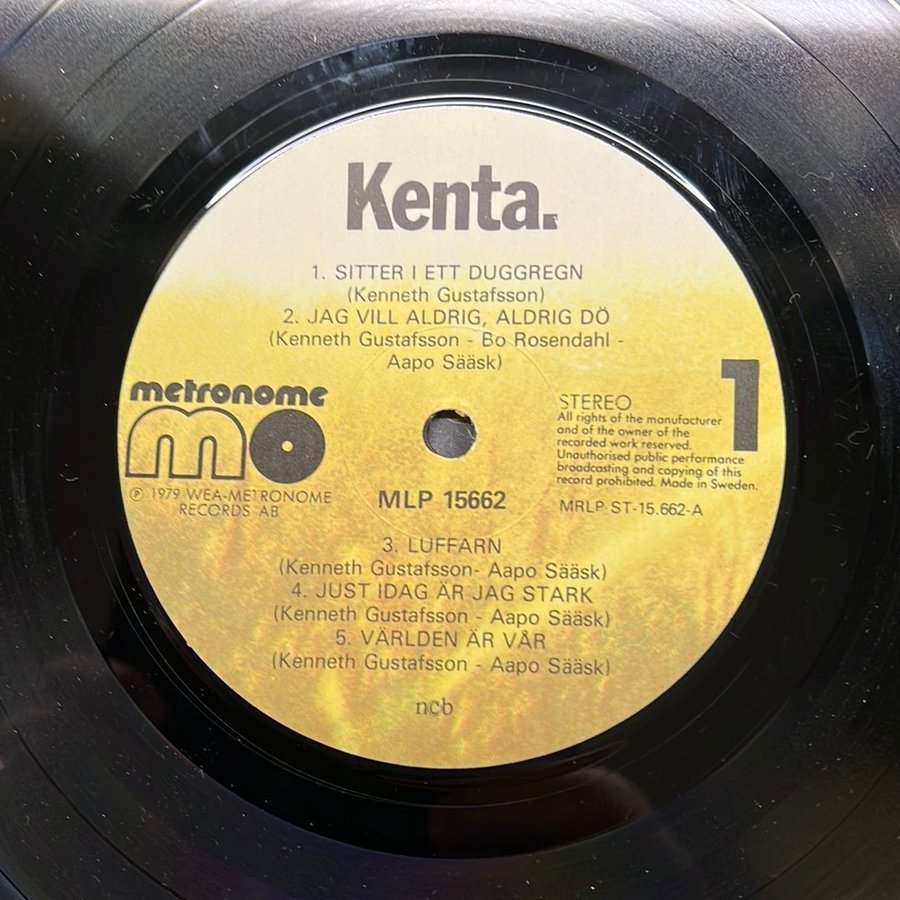 Kenta.
1. SITTER I ETT DUGGREGN
(Kenneth Gustafsson)
2. JAG VILL ALDRIG, ALDRIG DÖ
(Kenneth Gustafsson - Bo Rosendahl -
Aapo Sääsk)
metronome
mo
℗ 1979 WEA-METRONOME
RECORDS AB
MLP 15662
1
STEREO
All rights of the manufacturer
and of the owner of the
recorded work reserved.
Unauthorised public performance
broadcasting and copying of this
record prohibited. Made in Sweden.
MRLP ST-15.662-A
3. LUFFARN
(Kenneth Gustafsson- Aapo Sääsk)
4. JUST IDAG ÄR JAG STARK
(Kenneth Gustafsson - Aapo Sääsk)
5. VÄRLDEN ÄR VÅR
(Kenneth Gustafsson - Aapo Sääsk)
ncb